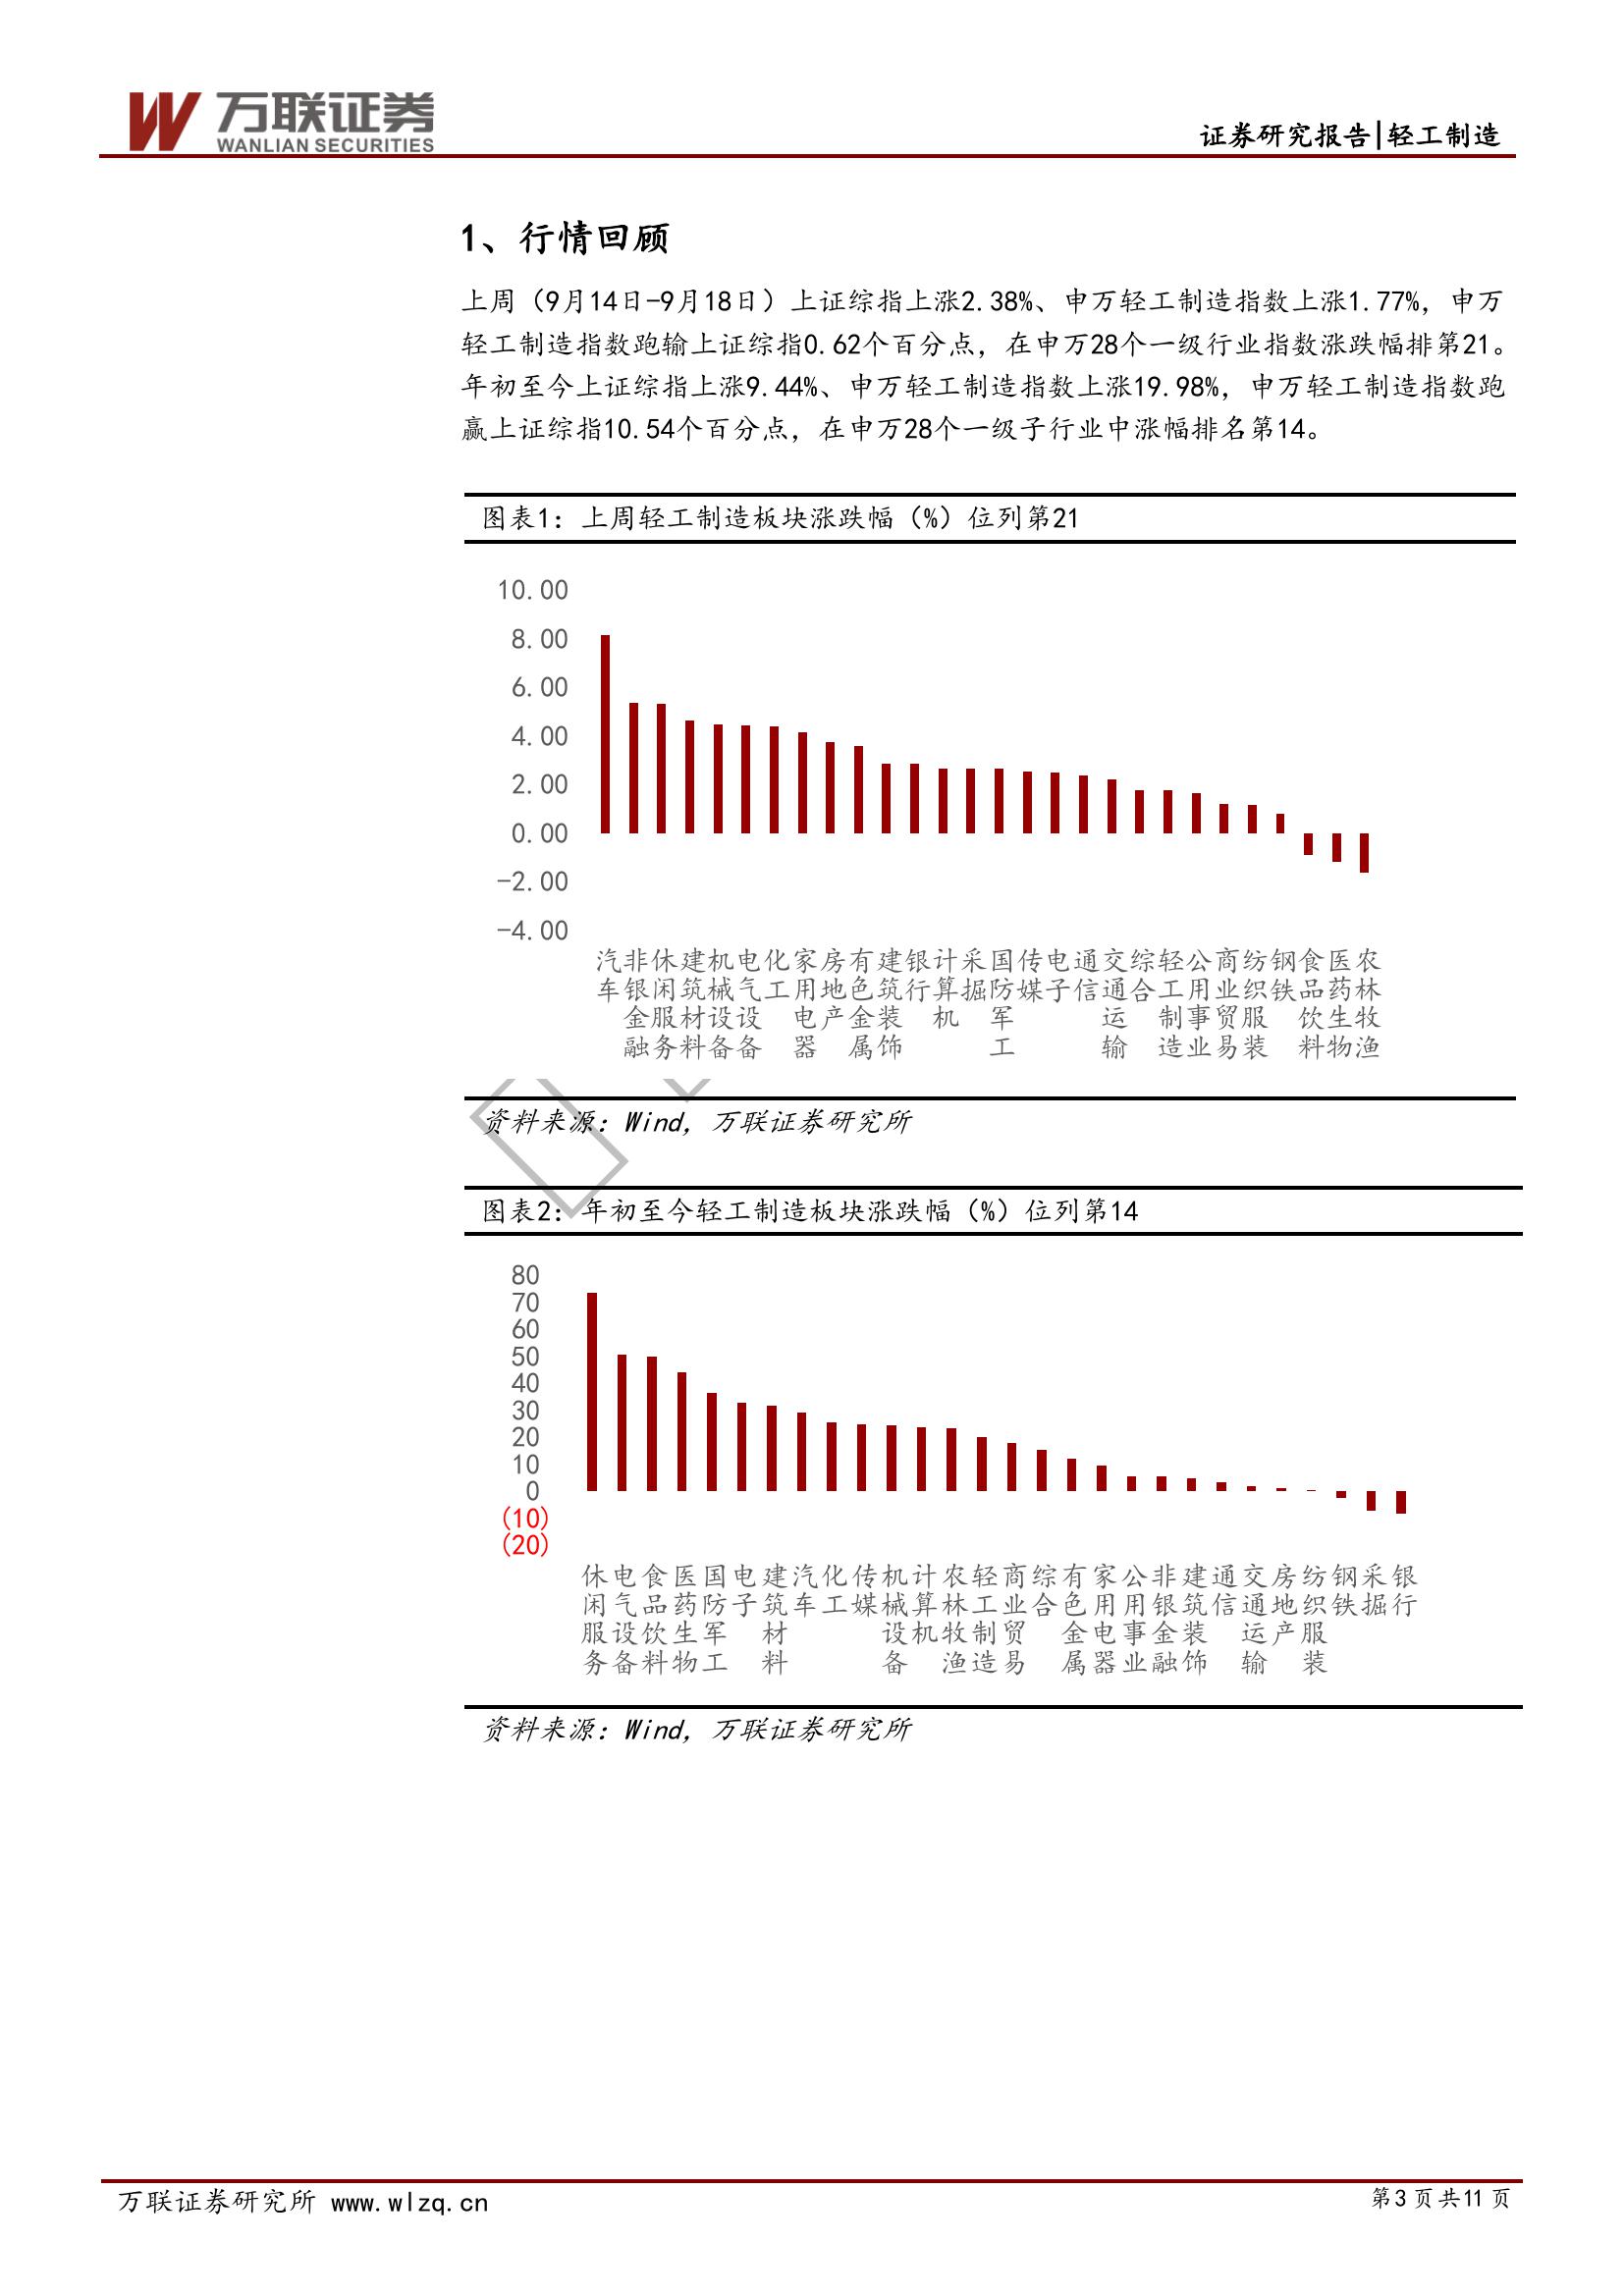 万联证券
WANLIAN SECURITIES
证券研究报告|轻工制造
1、行情回顾
上周（9月14日-9月18日）上证综指上涨2.38%、申万轻工制造指数上涨1.77%，申万
轻工制造指数跑输上证综指0.62个百分点，在申万28个一级行业指数涨跌幅排第21。
年初至今上证综指上涨9.44%、申万轻工制造指数上涨19.98%，申万轻工制造指数跑
赢上证综指10.54个百分点，在申万28个一级子行业中涨幅排名第14。
图表1：上周轻工制造板块涨跌幅（%）位列第21
10.00
8.00
6.00
4.00
2.00
0.00
-2.00
-4.00
汽车
非银金融
休闲服务
建筑材料
机械设备
电气设备
化工
家用电器
房地产
有色金属
建筑装饰
银行
计算机
采掘
国防军工
传媒
电子
通信
交通运输
综合
轻工制造
公用事业
商业贸易
纺织服装
钢铁
食品饮料
医药生物
农林牧渔
资料来源：Wind，万联证券研究所
图表2：年初至今轻工制造板块涨跌幅（%）位列第14
80
70
60
50
40
30
20
10
0
(10)
(20)
休闲服务
电气设备
食品饮料
医药生物
国防军工
电子
建筑材料
汽车
化工
传媒
机械设备
计算机
农林牧渔
轻工制造
商业贸易
综合
有色金属
家用电器
公用事业
非银金融
建筑装饰
通信
交通运输
房地产
纺织服装
钢铁
采掘
银行
资料来源：Wind，万联证券研究所
万联证券研究所 www.wlzq.cn
第3页共11页